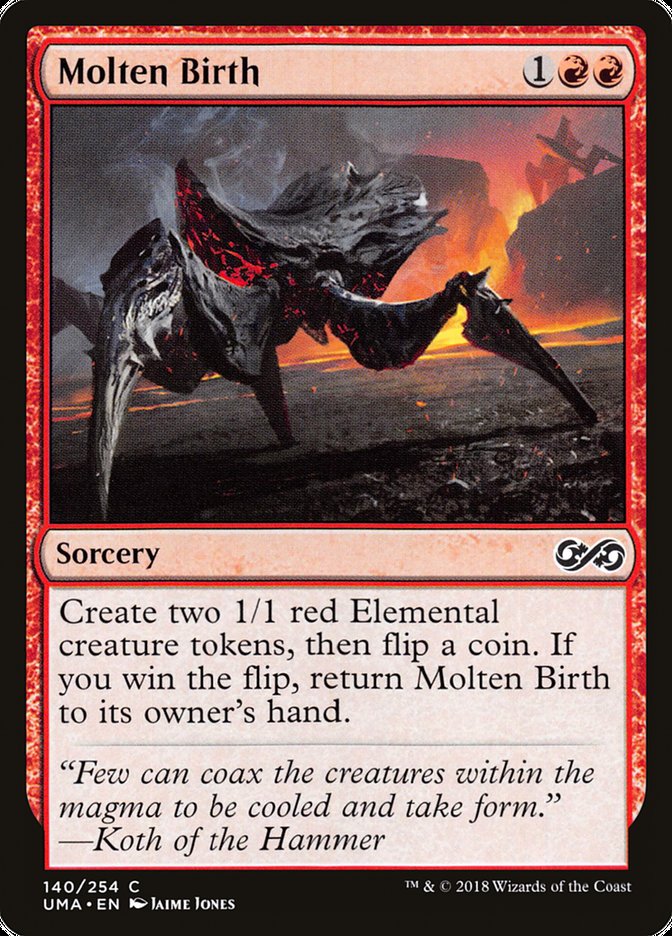 Molten Birth 1
Sorcery
Create two 1/1 red Elemental
creature tokens, then flip a coin. If
you win the flip, return Molten Birth
to its owner's hand.
“Few can coax the creatures within the
magma to be cooled and take form.”
—Koth of the Hammer
140/254 C ™ & © 2018 Wizards of the Coast
UMA • EN Jaime Jones